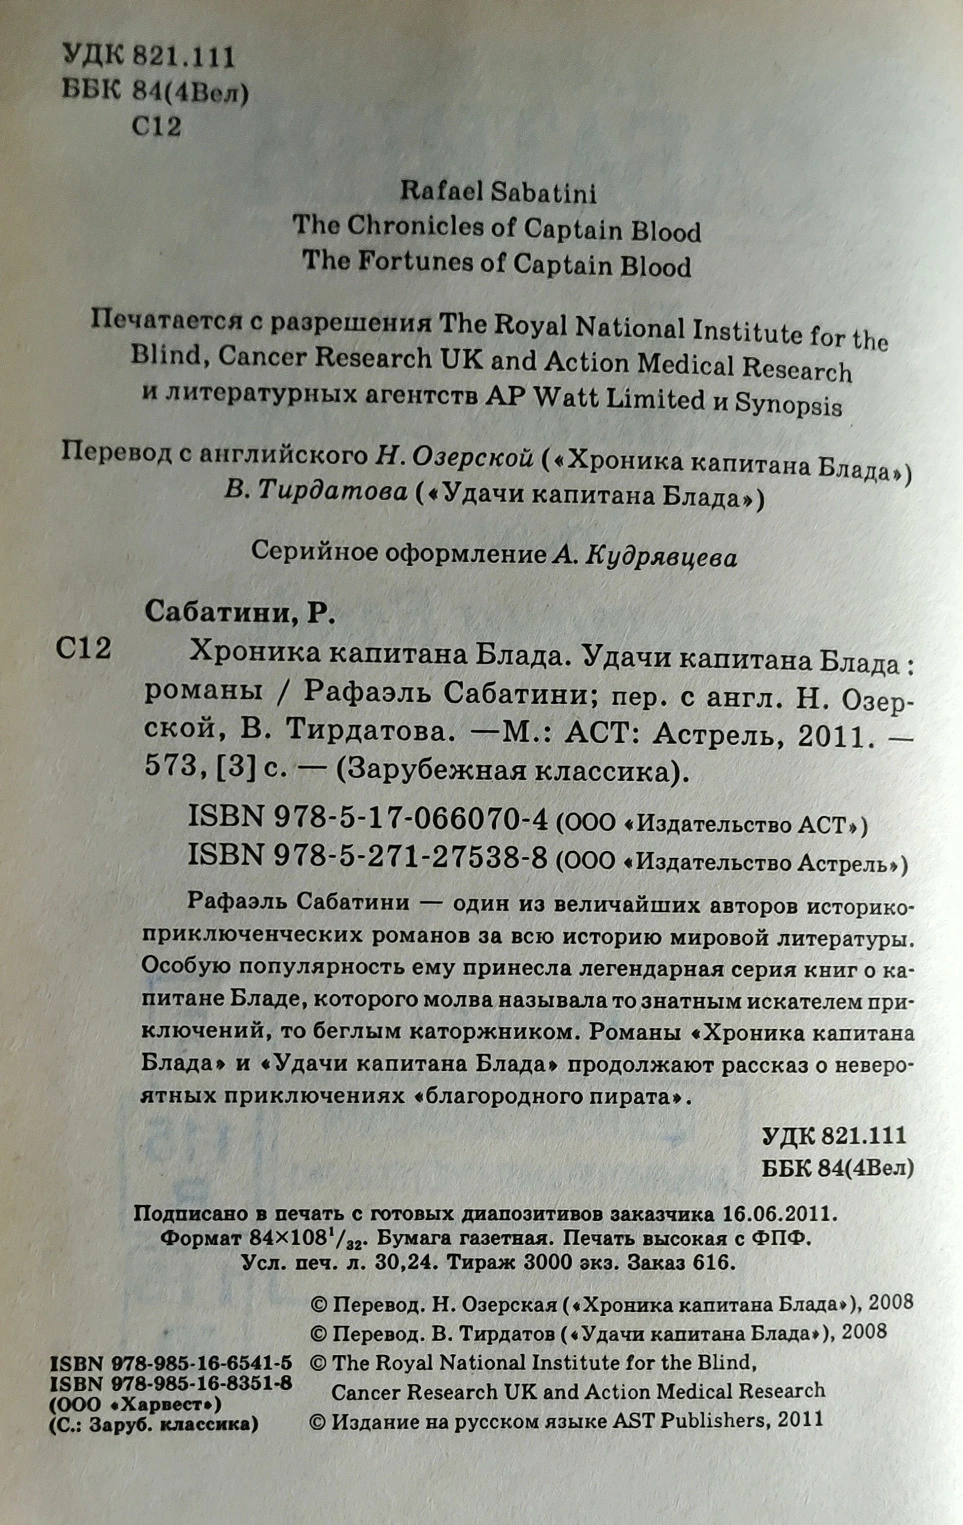 УДК 821.111
ББК 84(4Вел)
С12
Rafael Sabatini
The Chronicles of Captain Blood
The Fortunes of Captain Blood
Печатается с разрешения The Royal National Institute for the
Blind, Cancer Research UK and Action Medical Research
и литературных агентств AP Watt Limited и Synopsis
Перевод с английского Н. Озерской («Хроника капитана Блада»)
В. Тирдатова («Удачи капитана Блада»)
Серийное оформление А. Кудрявцева
Сабатини, Р.
С12 Хроника капитана Блада. Удачи капитана Блада :
романы / Рафаэль Сабатини; пер. с англ. Н. Озер-
ской, В. Тирдатова. —М.: АСТ: Астрель, 2011. —
573, [3] с. — (Зарубежная классика).
ISBN 978-5-17-066070-4 (ООО «Издательство АСТ»)
ISBN 978-5-271-27538-8 (ООО «Издательство Астрель»)
Рафаэль Сабатини — один из величайших авторов историко-
приключенческих романов за всю историю мировой литературы.
Особую популярность ему принесла легендарная серия книг о ка-
питане Бладе, которого молва называла то знатным искателем при-
ключений, то беглым каторжником. Романы «Хроника капитана
Блада» и «Удачи капитана Блада» продолжают рассказ о неверо-
ятных приключениях «благородного пирата».
УДК 821.111
ББК 84(4Вел)
Подписано в печать с готовых диапозитивов заказчика 16.06.2011.
Формат 84×108¹/₃₂. Бумага газетная. Печать высокая с ФПФ.
Усл. печ. л. 30,24. Тираж 3000 экз. Заказ 616.
© Перевод. Н. Озерская («Хроника капитана Блада»), 2008
© Перевод. В. Тирдатов («Удачи капитана Блада»), 2008
© The Royal National Institute for the Blind,
Cancer Research UK and Action Medical Research
© Издание на русском языке AST Publishers, 2011
ISBN 978-985-16-6541-5
ISBN 978-985-16-8351-8
(ООО «Харвест»)
(С.: Заруб. классика)